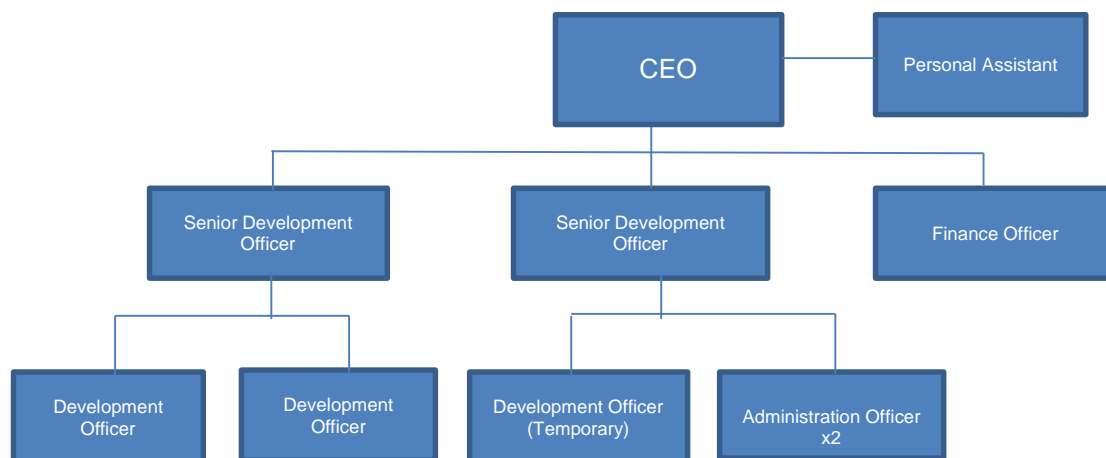 CEO
Personal Assistant
Senior Development
Officer
Senior Development
Officer
Finance Officer
Development
Officer
Development
Officer
Development Officer
(Temporary)
Administration Officer
x2